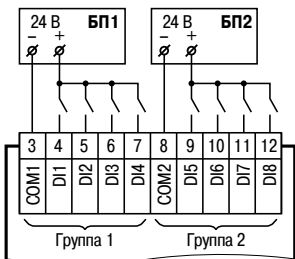 24 В БП1 24 В БП2
– + – +
3 4 5 6 7 8 9 10 11 12
COM1 DI1 DI2 DI3 DI4 COM2 DI5 DI6 DI7 DI8
Группа 1 Группа 2